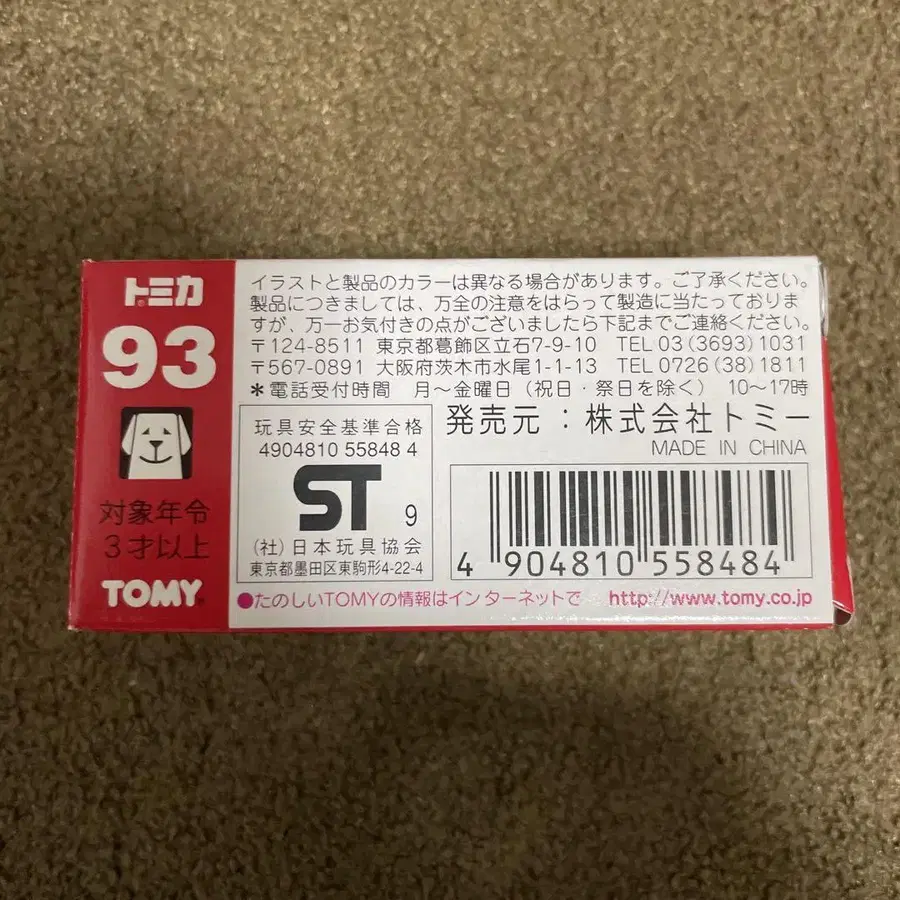 トミカ
93
対象年令
3才以上
TOMY
イラストと製品のカラーは異なる場合があります。ご了承ください。
製品につきましては、万全の注意をはらって製造に当たっておりま
すが、万一お気付きの点がございましたら下記までご連絡ください。
〒124-8511 東京都葛飾区立石7-9-10 TEL 03 (3693) 1031
〒567-0891 大阪府茨木市水尾1-1-13 TEL 0726 (38) 1811
＊電話受付時間 月〜金曜日 (祝日・祭日を除く) 10〜17時
玩具安全基準合格
4904810 55848 4
ST 9
(社) 日本玩具協会
東京都墨田区東駒形4-22-4
発売元：株式会社トミー
MADE IN CHINA
4 904810 558484
●たのしいTOMYの情報はインターネットで http://www.tomy.co.jp